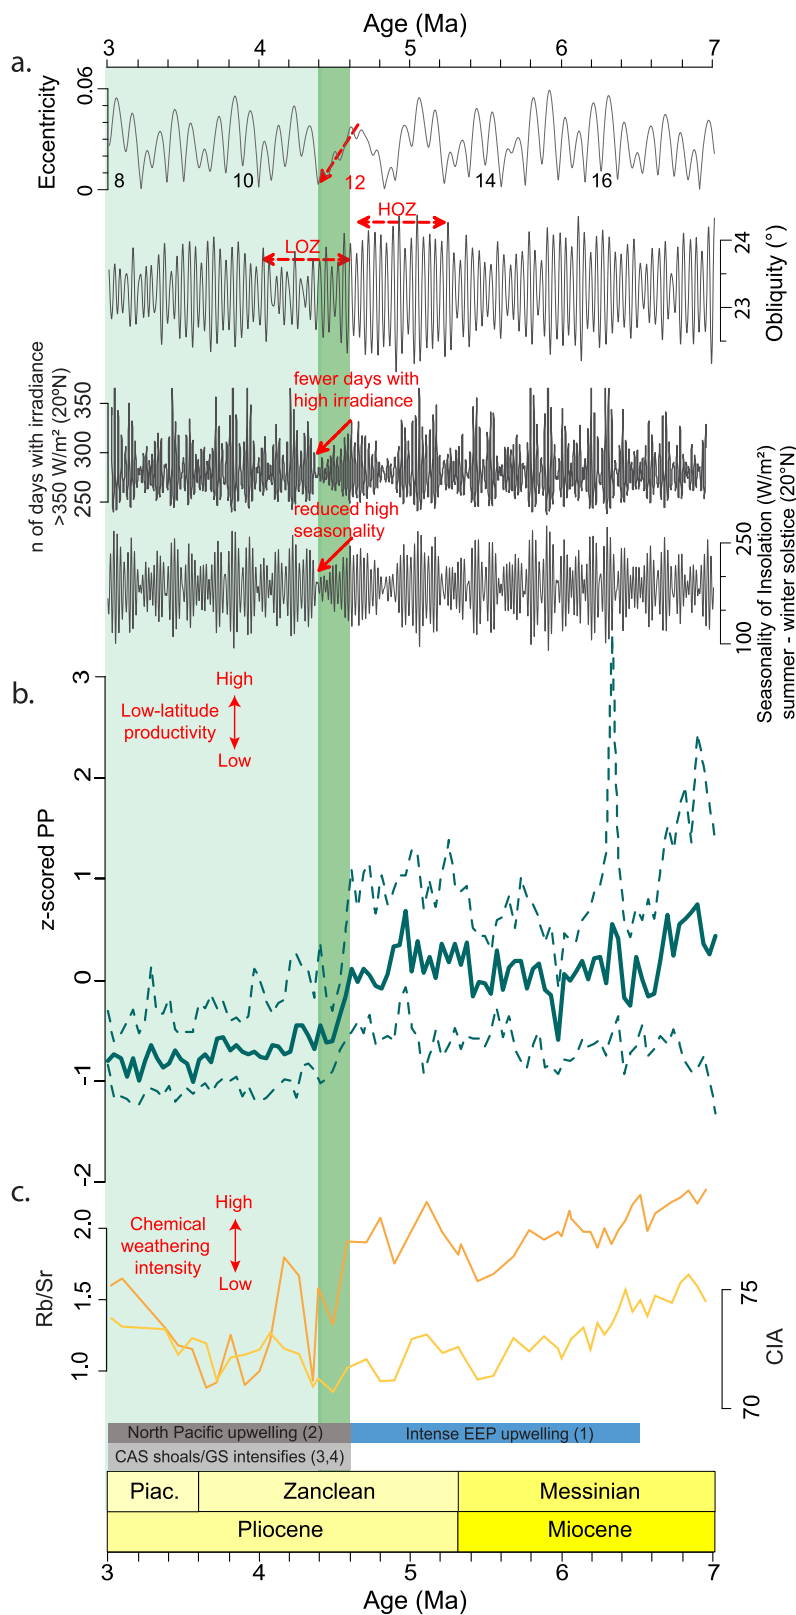 Age (Ma)
3 4 5 6 7
a.
Eccentricity
0.06
0
8 10 12 14 16
HOZ
LOZ
24
23
Obliquity (°)
n of days with irradiance
>350 W/m² (20ºN)
350
300
250
fewer days with
high irradiance
reduced high
seasonality
250
100
Seasonality of Insolation (W/m²)
summer - winter solstice (20°N)
b.
z-scored PP
3
2
1
0
-1
-2
High
Low-latitude
productivity
Low
c.
High
Chemical
weathering
intensity
Low
Rb/Sr
2.0
1.5
1.0
75
70
CIA
North Pacific upwelling (2)
Intense EEP upwelling (1)
CAS shoals/GS intensifies (3,4)
Piac. Zanclean Messinian
Pliocene Miocene
3 4 5 6 7
Age (Ma)